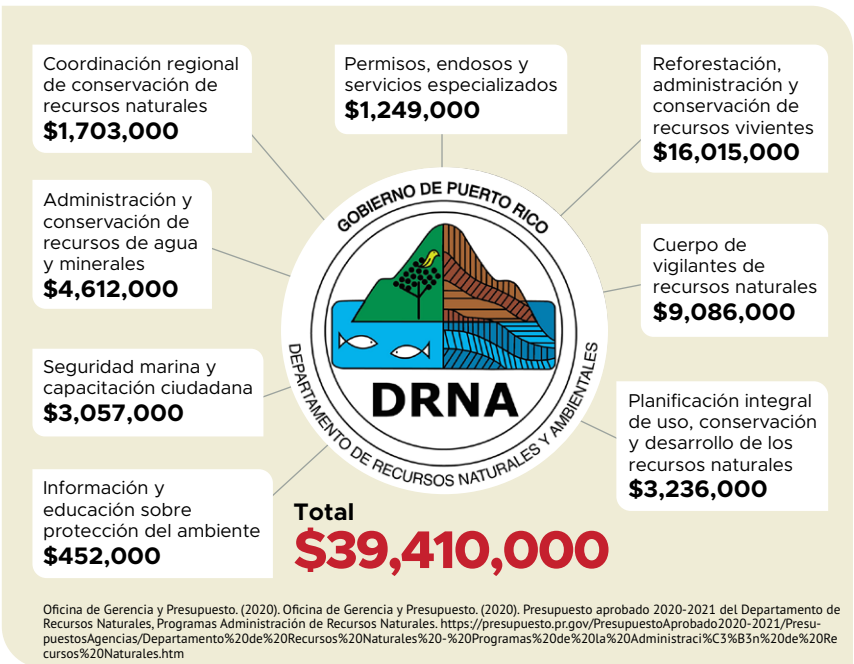 Coordinación regional
de conservación de
recursos naturales
$1,703,000
Permisos, endosos y
servicios especializados
$1,249,000
Reforestación,
administración y
conservación de
recursos vivientes
$16,015,000
Administración y
conservación de
recursos de agua
y minerales
$4,612,000
Cuerpo de
vigilantes de
recursos naturales
$9,086,000
Seguridad marina y
capacitación ciudadana
$3,057,000
Planificación integral
de uso, conservación
y desarrollo de los
recursos naturales
$3,236,000
Información y
educación sobre
protección del ambiente
$452,000
GOBIERNO DE PUERTO RICO
DRNA
DEPARTAMENTO DE RECURSOS NATURALES Y AMBIENTALES
Total
$39,410,000
Oficina de Gerencia y Presupuesto. (2020). Oficina de Gerencia y Presupuesto. (2020). Presupuesto aprobado 2020-2021 del Departamento de
Recursos Naturales, Programas Administración de Recursos Naturales. https://presupuesto.pr.gov/PresupuestoAprobado2020-2021/Presu-
puestosAgencias/Departamento%20de%20Recursos%20Naturales%20-%20Programas%20de%20la%20Administraci%C3%B3n%20de%20Re
cursos%20Naturales.htm